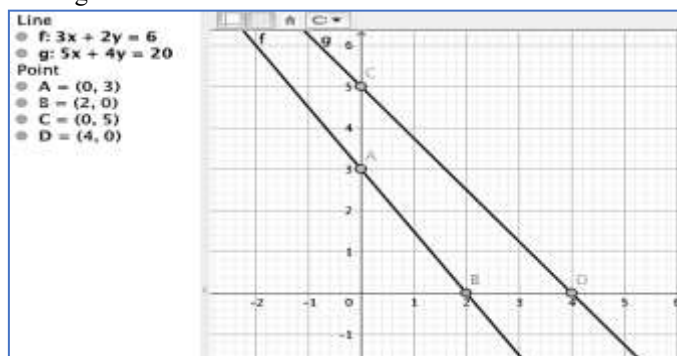 Line
f: 3x + 2y = 6
g: 5x + 4y = 20
Point
A = (0, 3)
B = (2, 0)
C = (0, 5)
D = (4, 0)
f
g
6
C
5
4
A
3
2
1
B
D
-2
-1
0
1
2
3
4
5
6
-1